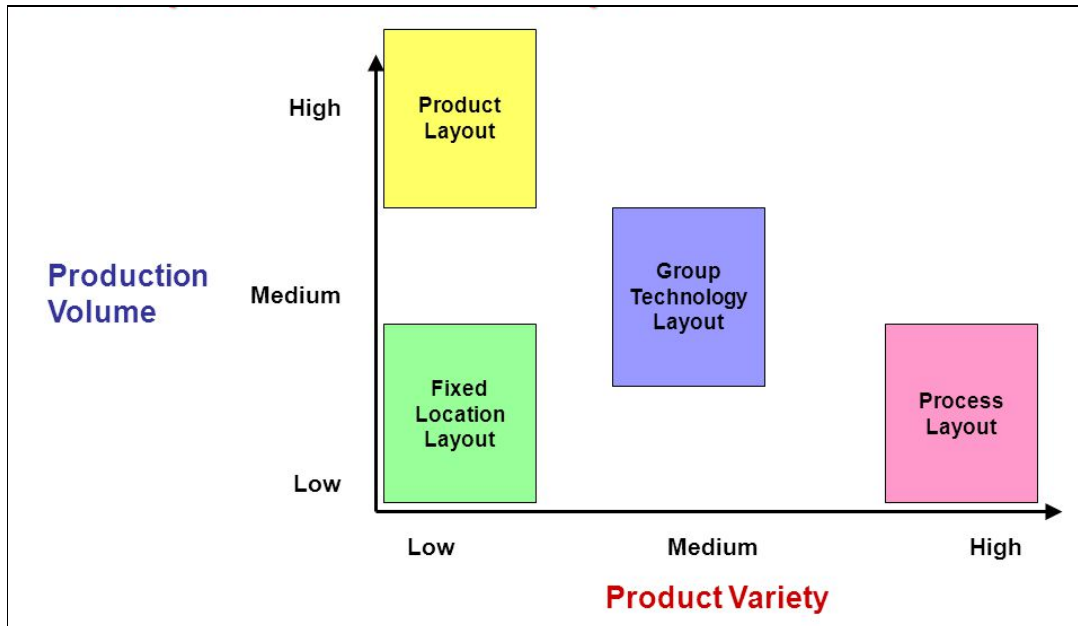 High
Product
Layout
Production
Volume
Medium
Group
Technology
Layout
Fixed
Location
Layout
Process
Layout
Low
Low
Medium
High
Product Variety